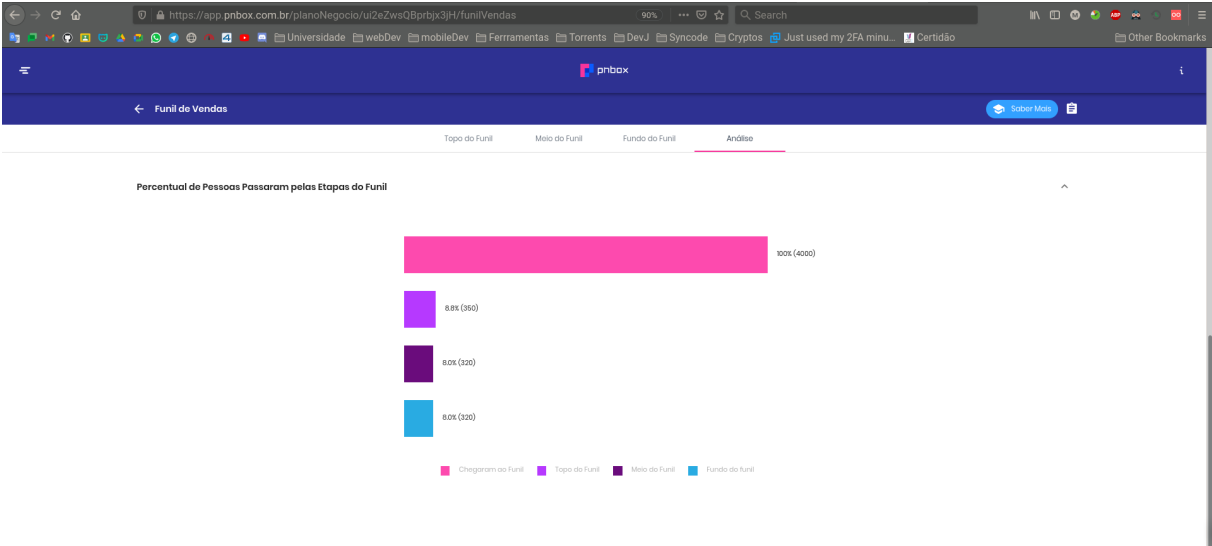 https://app.pnbox.com.br/planoNegocio/ui2eZwsQBprbjx3jH/funilVendas
90%
Search
Universidade
webDev
mobileDev
Ferrramentas
Torrents
DevJ
Syncode
Cryptos
Just used my 2FA minu...
Certidão
Other Bookmarks
pnbox
Funil de Vendas
Saber Mais
Topo do Funil
Meio do Funil
Fundo do Funil
Análise
Percentual de Pessoas Passaram pelas Etapas do Funil
100% (4000)
8.8% (350)
8.0% (320)
8.0% (320)
Chegaram ao Funil
Topo do Funil
Meio do Funil
Fundo do funil